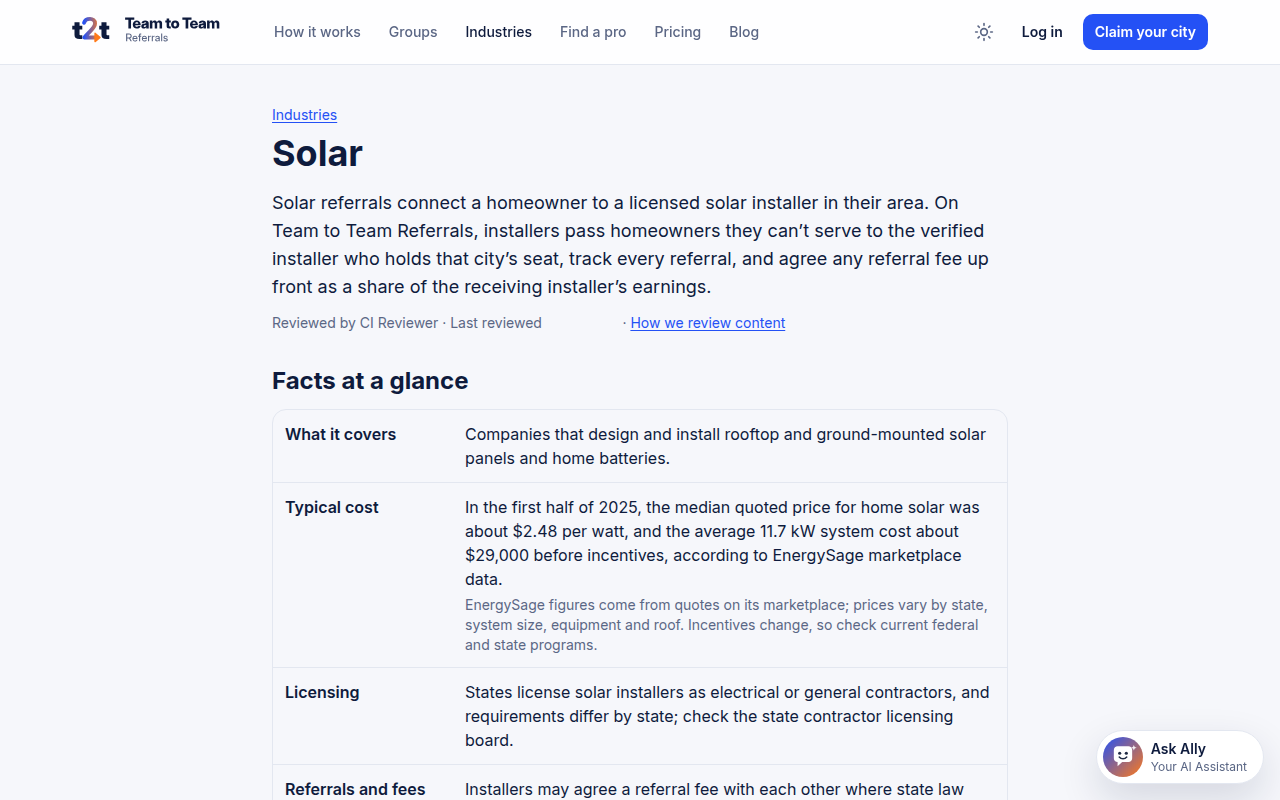 t2t Team to Team
Referrals
How it works Groups Industries Find a pro Pricing Blog
Log in Claim your city
Industries
Solar
Solar referrals connect a homeowner to a licensed solar installer in their area. On
Team to Team Referrals, installers pass homeowners they can’t serve to the verified
installer who holds that city’s seat, track every referral, and agree any referral fee up
front as a share of the receiving installer’s earnings.
Reviewed by CI Reviewer · Last reviewed · How we review content
Facts at a glance
What it covers
Companies that design and install rooftop and ground-mounted solar
panels and home batteries.
Typical cost
In the first half of 2025, the median quoted price for home solar was
about $2.48 per watt, and the average 11.7 kW system cost about
$29,000 before incentives, according to EnergySage marketplace
data.
EnergySage figures come from quotes on its marketplace; prices vary by state,
system size, equipment and roof. Incentives change, so check current federal
and state programs.
Licensing
States license solar installers as electrical or general contractors, and
requirements differ by state; check the state contractor licensing
board.
Referrals and fees
Installers may agree a referral fee with each other where state law
Ask Ally
Your AI Assistant